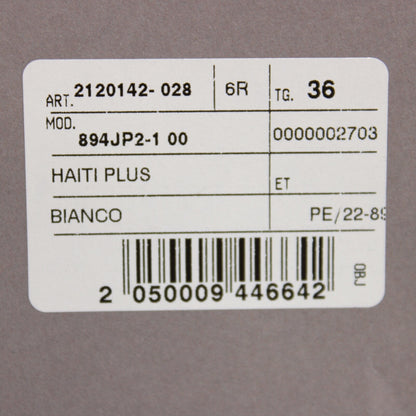 ART. 2120142-028 6R TG. 36
MOD. 894JP2-1 00 0000002703
HAITI PLUS ET
BIANCO PE/22-89
OBJ
2 050009 446642